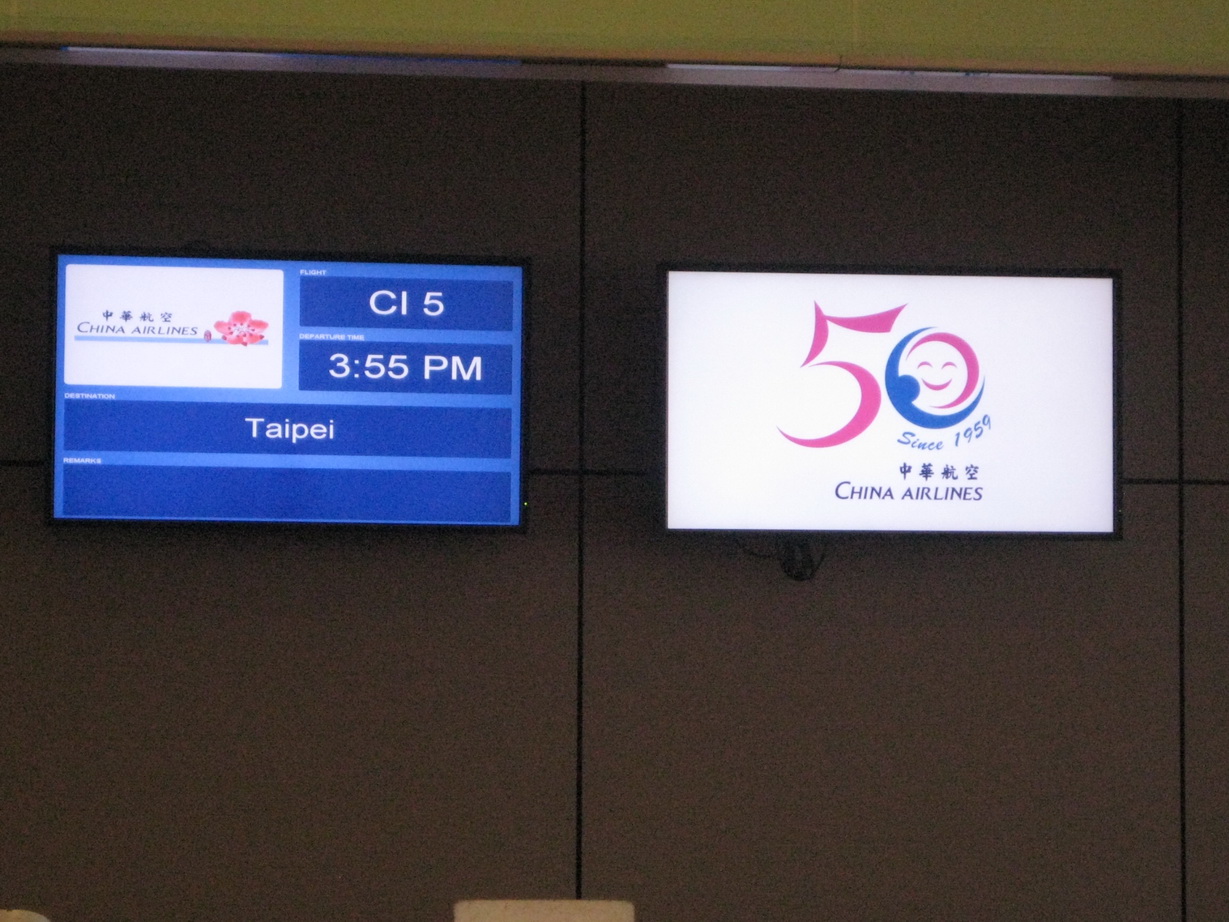 中華航空
CHINA AIRLINES
FLIGHT
CI 5
DEPARTURE TIME
3:55 PM
DESTINATION
Taipei
REMARKS
50
Since 1959
中華航空
CHINA AIRLINES